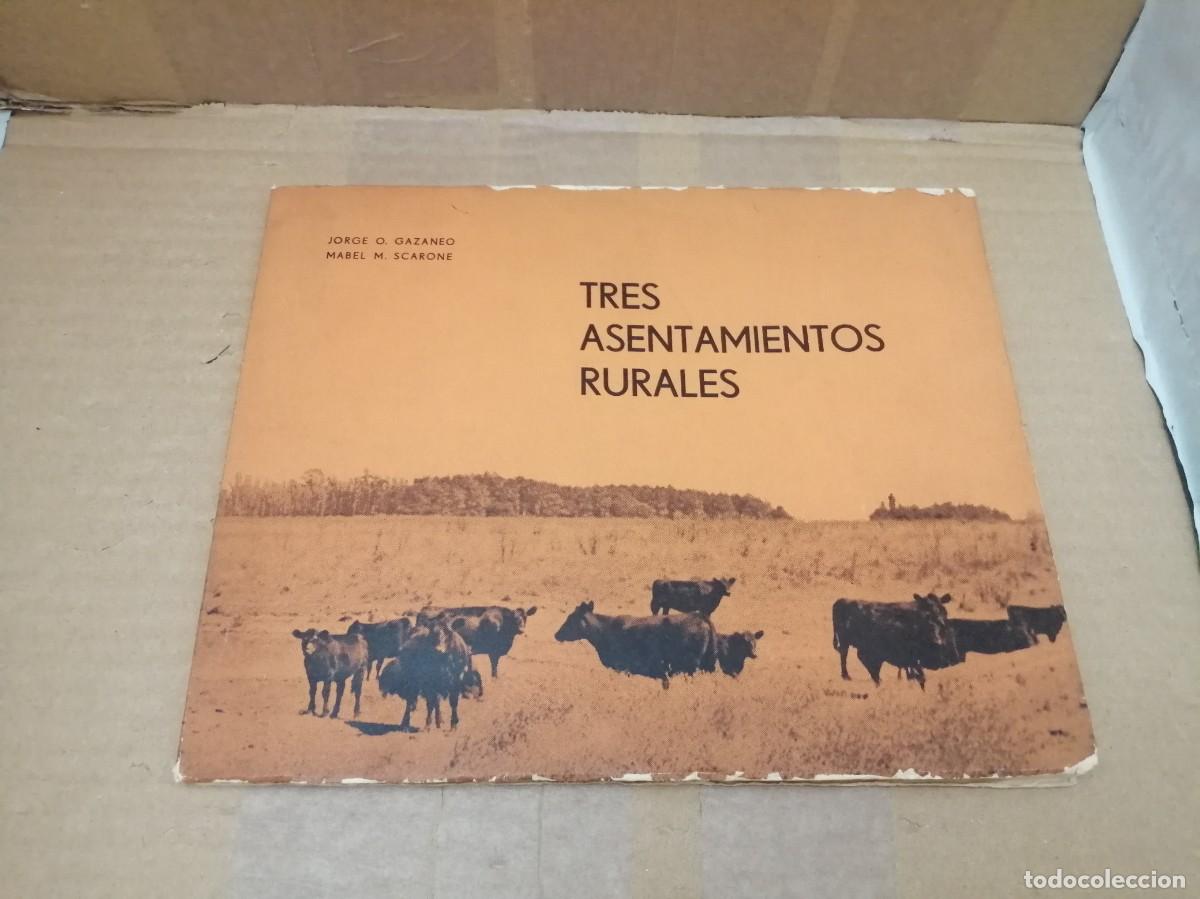 JORGE O. GAZANEO
MABEL M. SCARONE
TRES
ASENTAMIENTOS
RURALES
todocoleccion